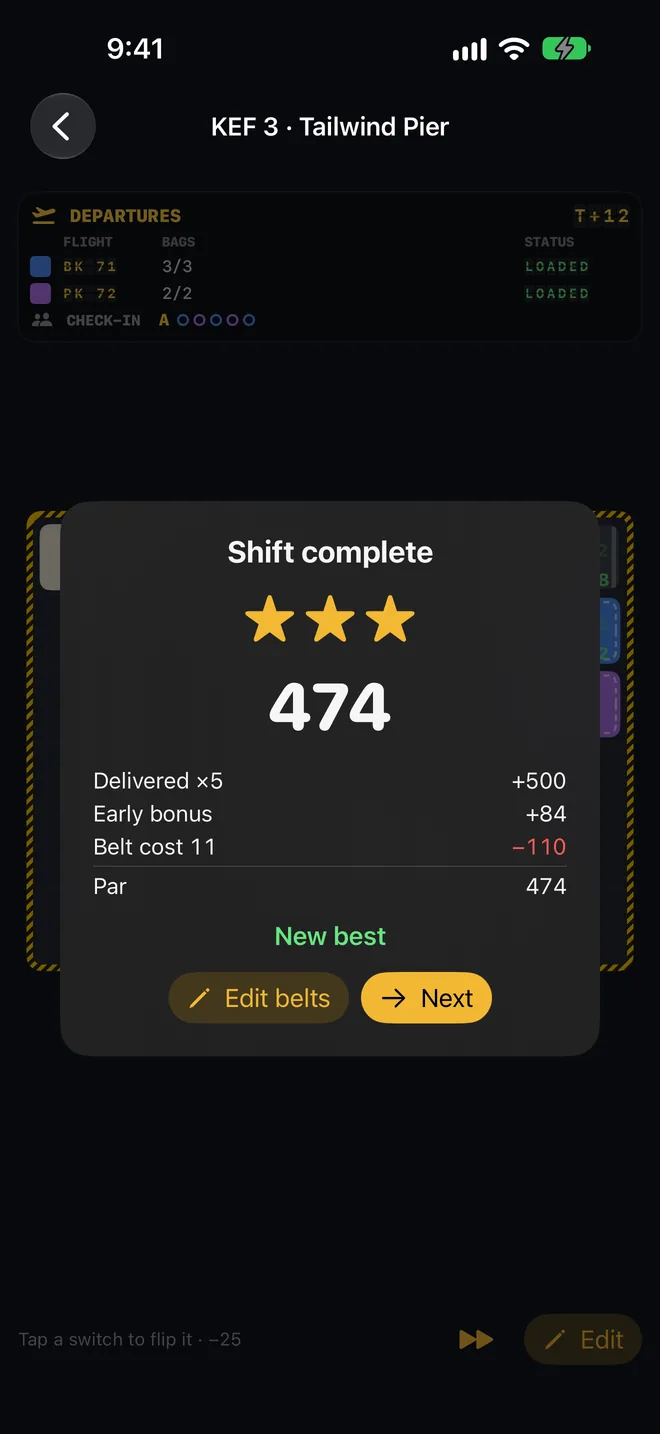 9:41
KEF 3 · Tailwind Pier
DEPARTURES T+12
FLIGHT BAGS STATUS
BK 71 3/3 LOADED
PK 72 2/2 LOADED
CHECK-IN A
Shift complete
474
Delivered ×5 +500
Early bonus +84
Belt cost 11 −110
Par 474
New best
Edit belts Next
Tap a switch to flip it · −25 Edit